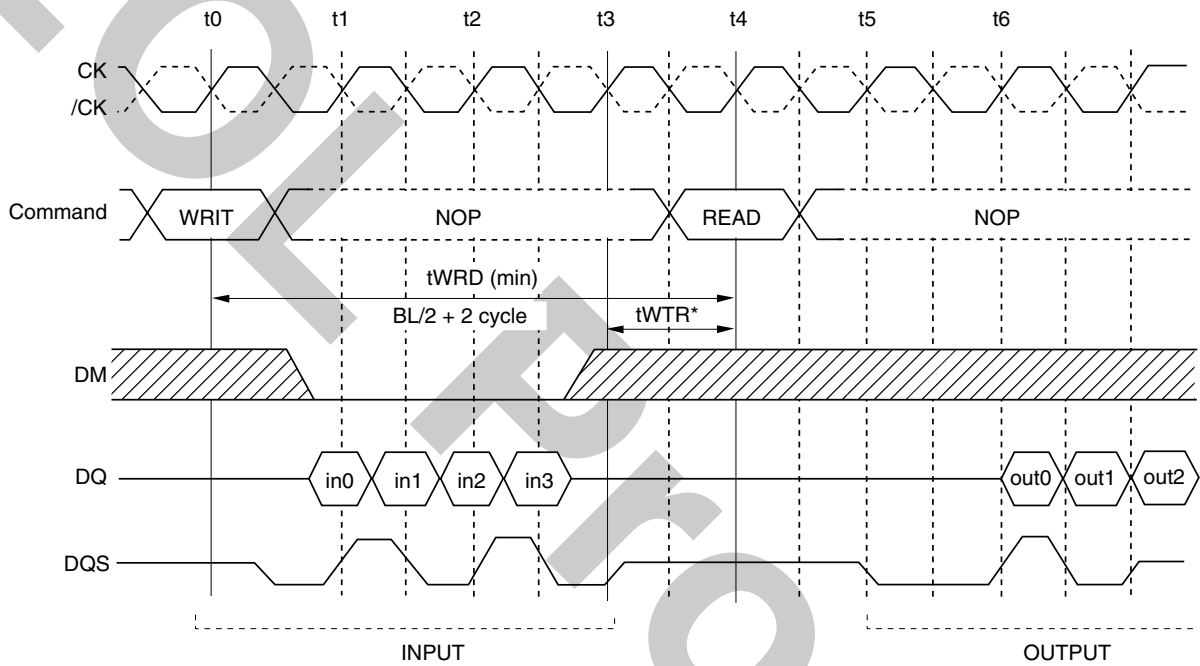 t0 t1 t2 t3 t4 t5 t6
CK
/CK
Command WRIT NOP READ NOP
tWRD (min)
BL/2 + 2 cycle tWTR*
DM
DQ in0 in1 in2 in3 out0 out1 out2
DQS
INPUT OUTPUT